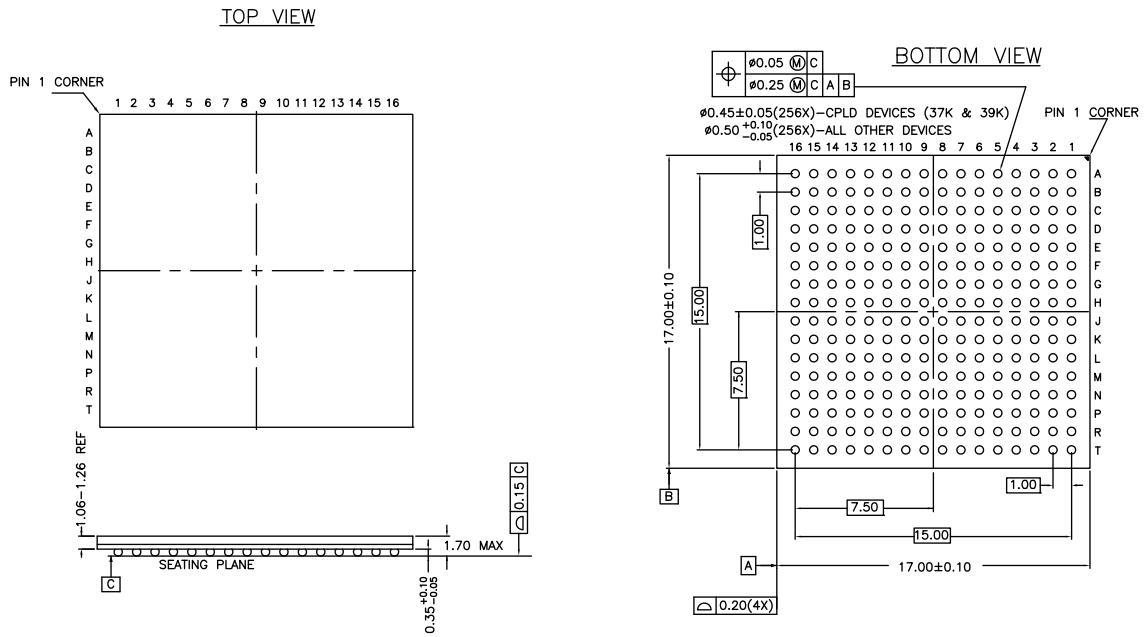 TOP VIEW
PIN 1 CORNER
1 2 3 4 5 6 7 8 9 10 11 12 13 14 15 16
A
B
C
D
E
F
G
H
J
K
L
M
N
P
R
T
1.06-1.26 REF
0.15 C
1.70 MAX
SEATING PLANE
C
0.35 +0.10 -0.05
BOTTOM VIEW
ø0.05 Ⓜ C
ø0.25 Ⓜ C A B
ø0.45±0.05(256X)-CPLD DEVICES (37K & 39K)
ø0.50 +0.10 -0.05 (256X)-ALL OTHER DEVICES
PIN 1 CORNER
16 15 14 13 12 11 10 9 8 7 6 5 4 3 2 1
A
B
C
D
E
F
G
H
J
K
L
M
N
P
R
T
1.00
17.00±0.10
15.00
7.50
B
1.00
7.50
15.00
A
17.00±0.10
0.20(4X)